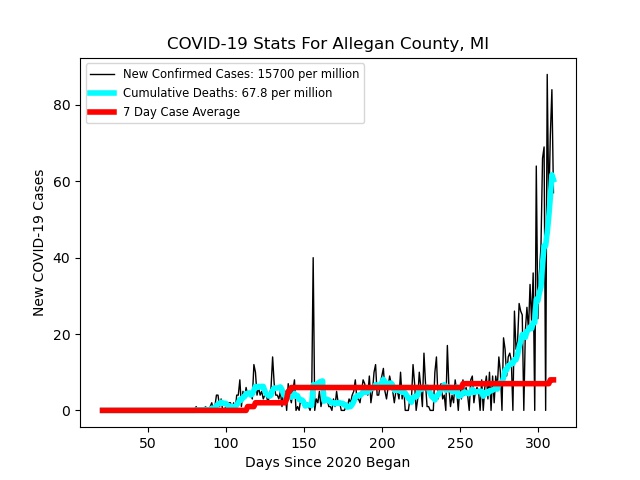 COVID-19 Stats For Allegan County, MI
New Confirmed Cases: 15700 per million
Cumulative Deaths: 67.8 per million
7 Day Case Average
New COVID-19 Cases
80
60
40
20
0
50 100 150 200 250 300
Days Since 2020 Began